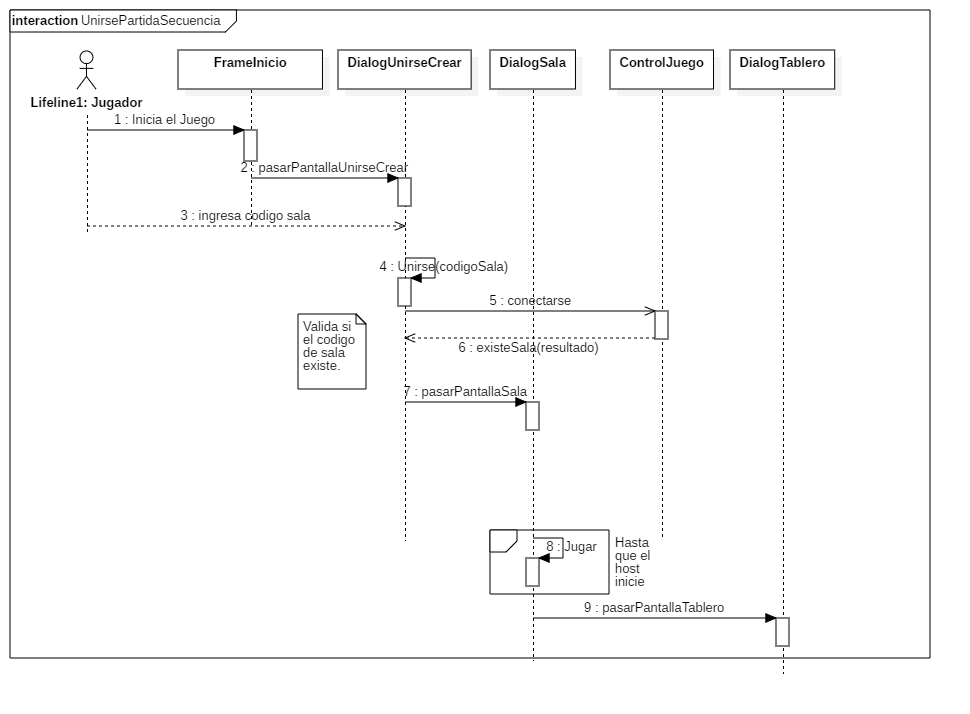 interaction UnirsePartidaSecuencia
FrameInicio
DialogUnirseCrear
DialogSala
ControlJuego
DialogTablero
Lifeline1: Jugador
1 : Inicia el Juego
2 : pasarPantallaUnirseCrear
3 : ingresa codigo sala
4 : Unirse(codigoSala)
5 : conectarse
Valida si
el codigo
de sala
existe.
6 : existeSala(resultado)
7 : pasarPantallaSala
8 : Jugar
Hasta
que el
host
inicie
9 : pasarPantallaTablero